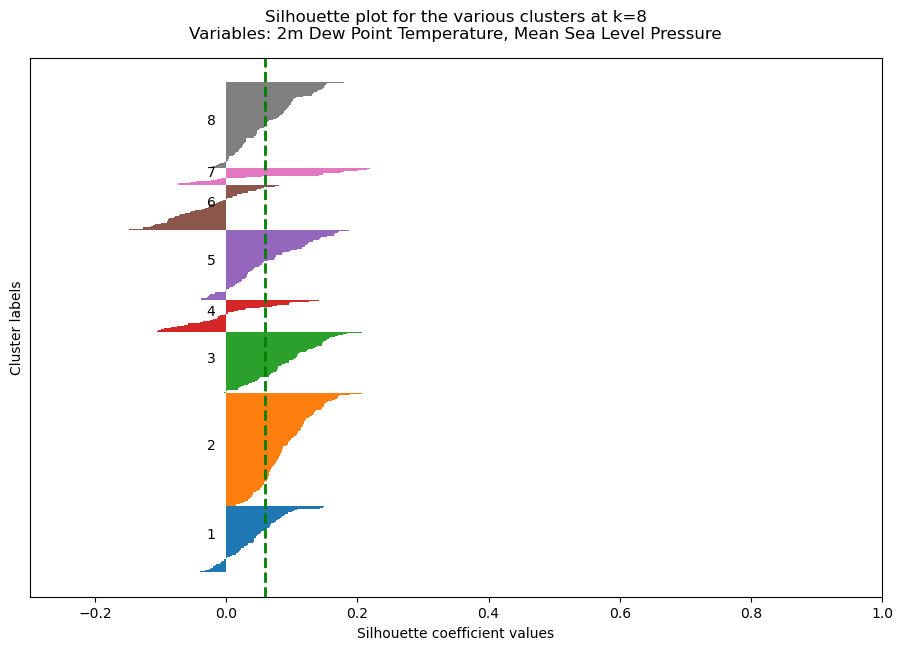 Silhouette plot for the various clusters at k=8
Variables: 2m Dew Point Temperature, Mean Sea Level Pressure
Cluster labels
8
7
6
5
4
3
2
1
−0.2 0.0 0.2 0.4 0.6 0.8 1.0
Silhouette coefficient values